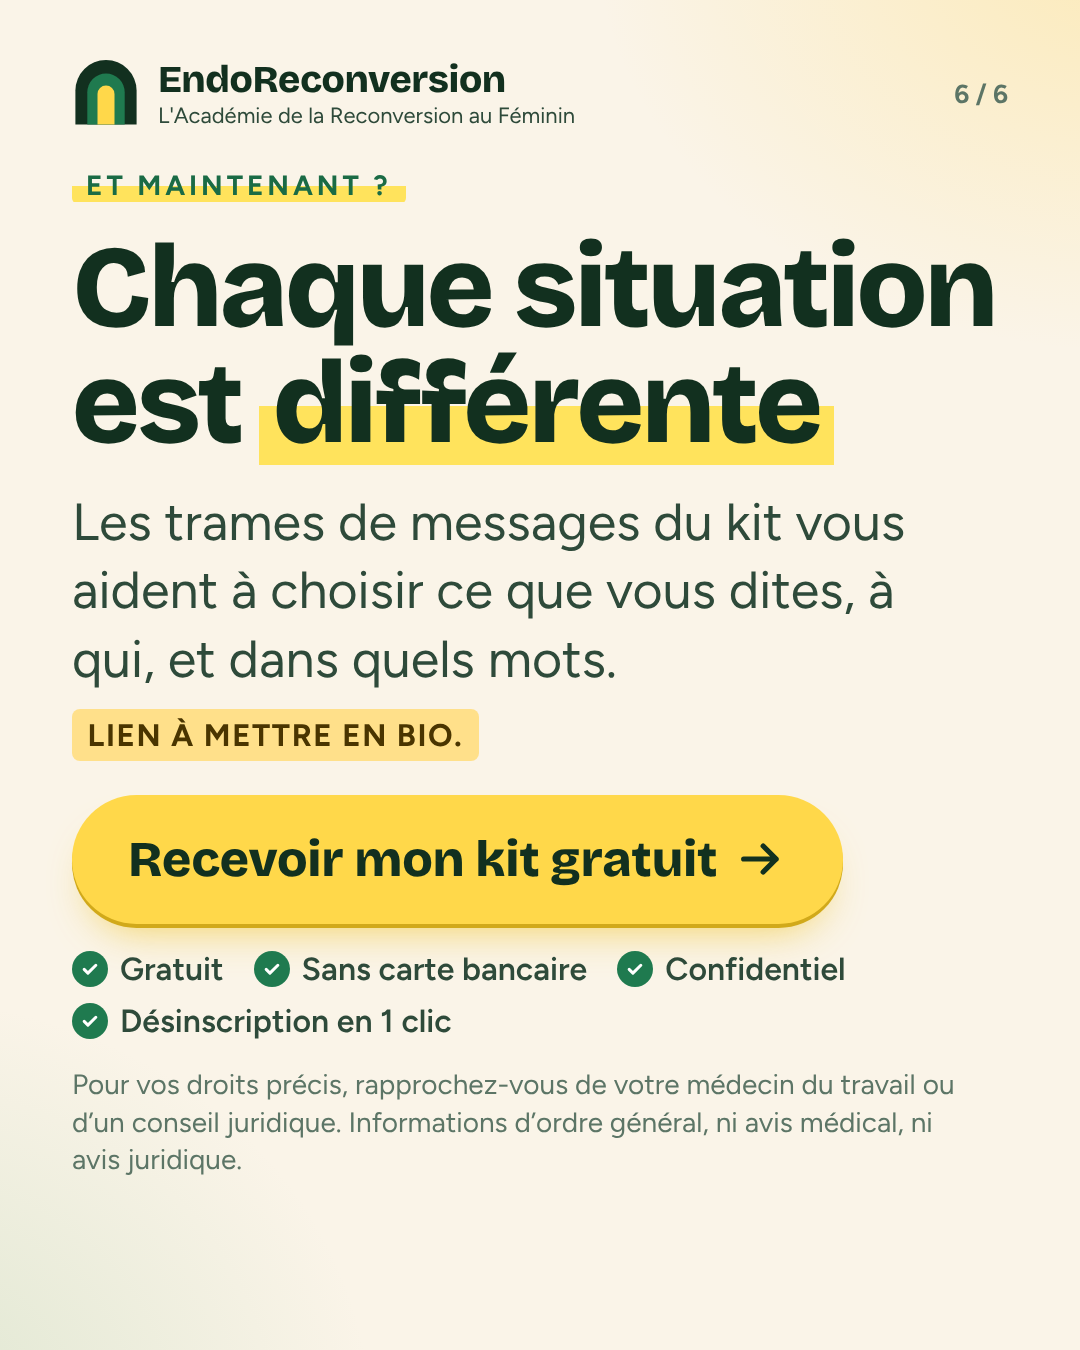 EndoReconversion
L'Académie de la Reconversion au Féminin
6 / 6
ET MAINTENANT ?
Chaque situation
est différente
Les trames de messages du kit vous
aident à choisir ce que vous dites, à
qui, et dans quels mots.
LIEN À METTRE EN BIO.
Recevoir mon kit gratuit →
Gratuit Sans carte bancaire Confidentiel
Désinscription en 1 clic
Pour vos droits précis, rapprochez-vous de votre médecin du travail ou
d’un conseil juridique. Informations d’ordre général, ni avis médical, ni
avis juridique.